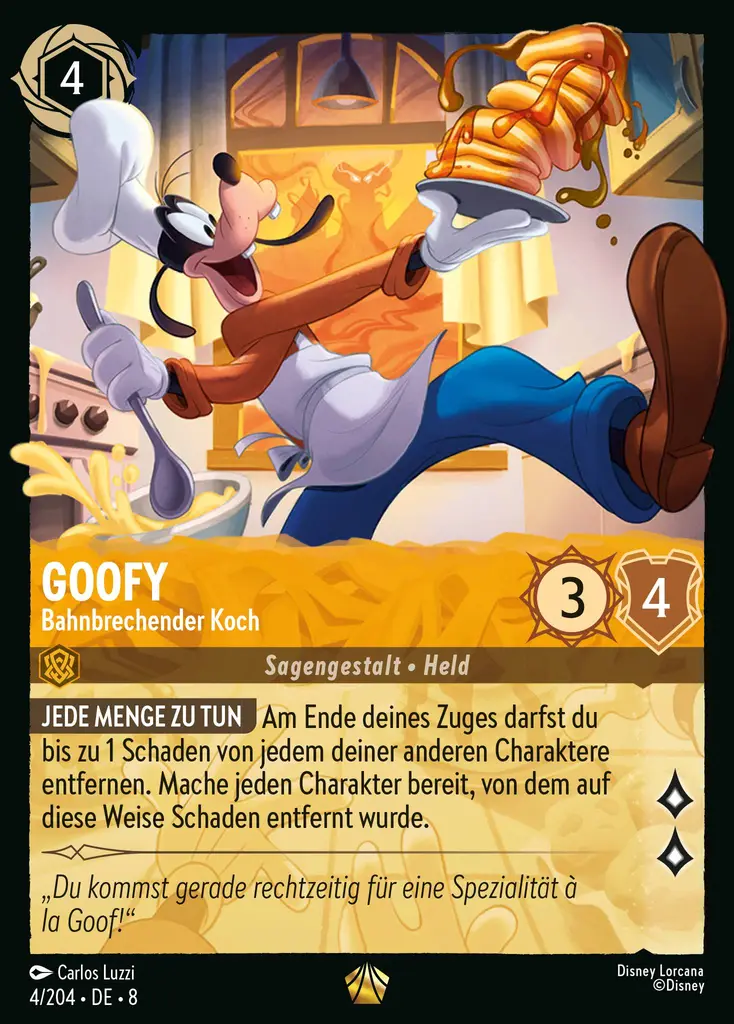 4
GOOFY
Bahnbrechender Koch
3
4
Sagengestalt • Held
JEDE MENGE ZU TUN Am Ende deines Zuges darfst du
bis zu 1 Schaden von jedem deiner anderen Charaktere
entfernen. Mache jeden Charakter bereit, von dem auf
diese Weise Schaden entfernt wurde.
„Du kommst gerade rechtzeitig für eine Spezialität à
la Goof!“
Carlos Luzzi
4/204 • DE • 8
Disney Lorcana
©Disney